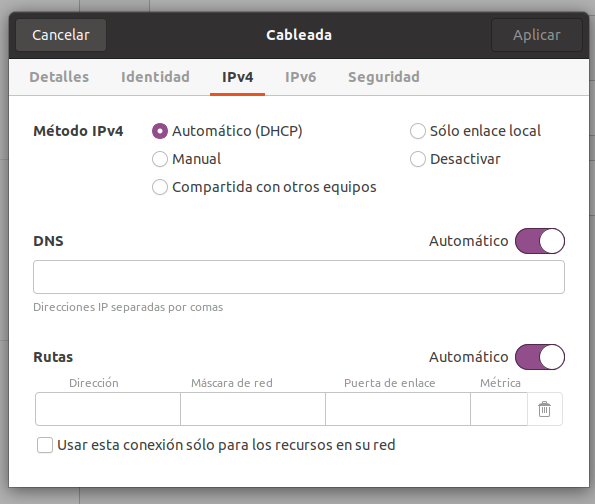 Cancelar
Cableada
Aplicar
Detalles Identidad IPv4 IPv6 Seguridad
Método IPv4
Automático (DHCP)
Sólo enlace local
Manual
Desactivar
Compartida con otros equipos
DNS
Automático
Direcciones IP separadas por comas
Rutas
Automático
Dirección Máscara de red Puerta de enlace Métrica
Usar esta conexión sólo para los recursos en su red